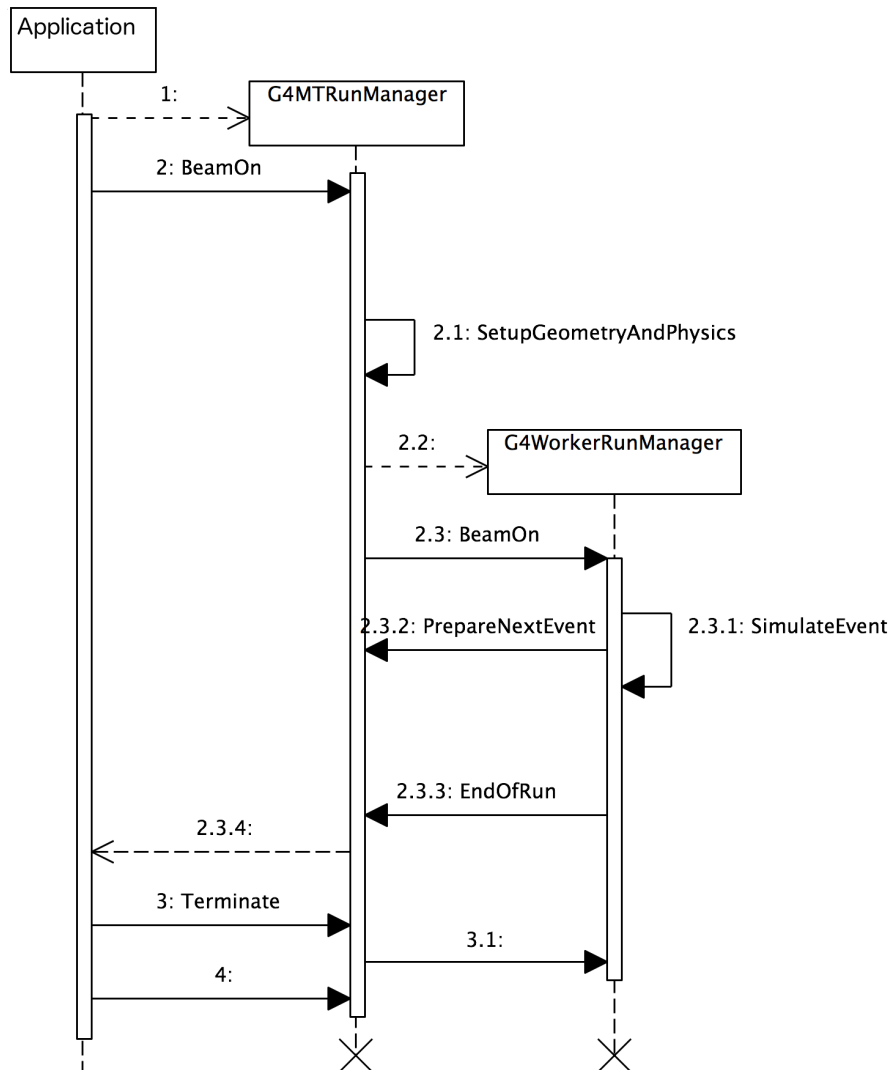 Application
1:
G4MTRunManager
2: BeamOn
2.1: SetupGeometryAndPhysics
2.2:
G4WorkerRunManager
2.3: BeamOn
2.3.2: PrepareNextEvent
2.3.1: SimulateEvent
2.3.3: EndOfRun
2.3.4:
3: Terminate
3.1:
4: